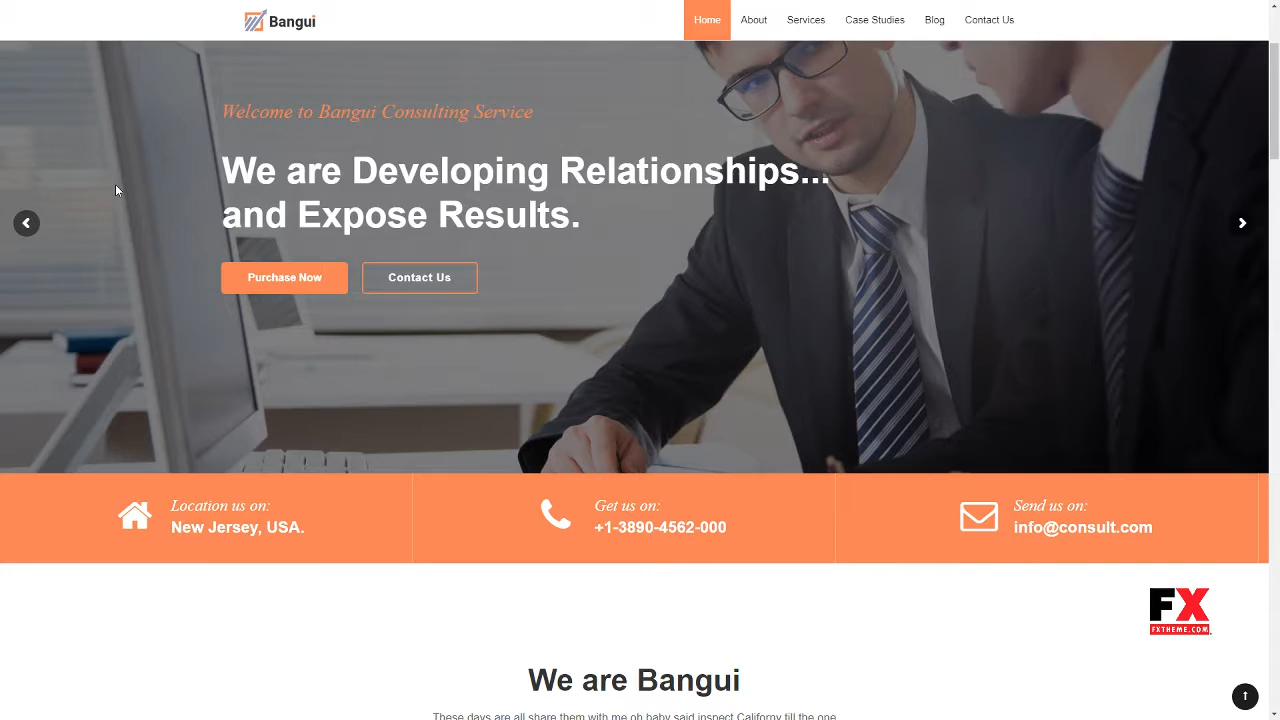 Bangui
Home
About
Services
Case Studies
Blog
Contact Us
Welcome to Bangui Consulting Service
We are Developing Relationships...
and Expose Results.
Purchase Now
Contact Us
Location us on:
New Jersey, USA.
Get us on:
+1-3890-4562-000
Send us on:
info@consult.com
FX
FXTHEME.COM
We are Bangui
These days are all share them with me oh baby said inspect Californy till the one